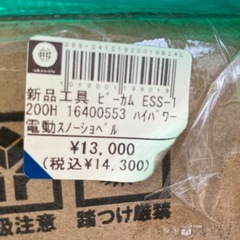 新品工具 ビーカム ESS-1
200H 16400553 ハイパワー
電動スノーショベル
¥13,000
(税込¥14,300)
扱注意
踏つけ厳禁